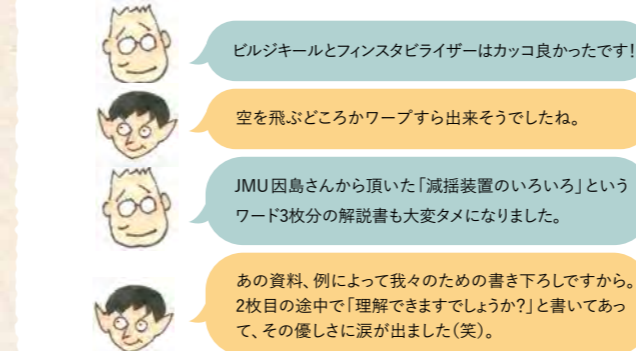 ビルジキールとフィンスタビライザーはカッコ良かったです!
空を飛ぶどころかワープすら出来そうでしたね。
JMU因島さんから頂いた「減揺装置のいろいろ」という
ワード3枚分の解説書も大変タメになりました。
あの資料、例によって我々のための書き下ろしですから。
2枚目の途中で「理解できますでしょうか?」と書いてあっ
て、その優しさに涙が出ました(笑)。